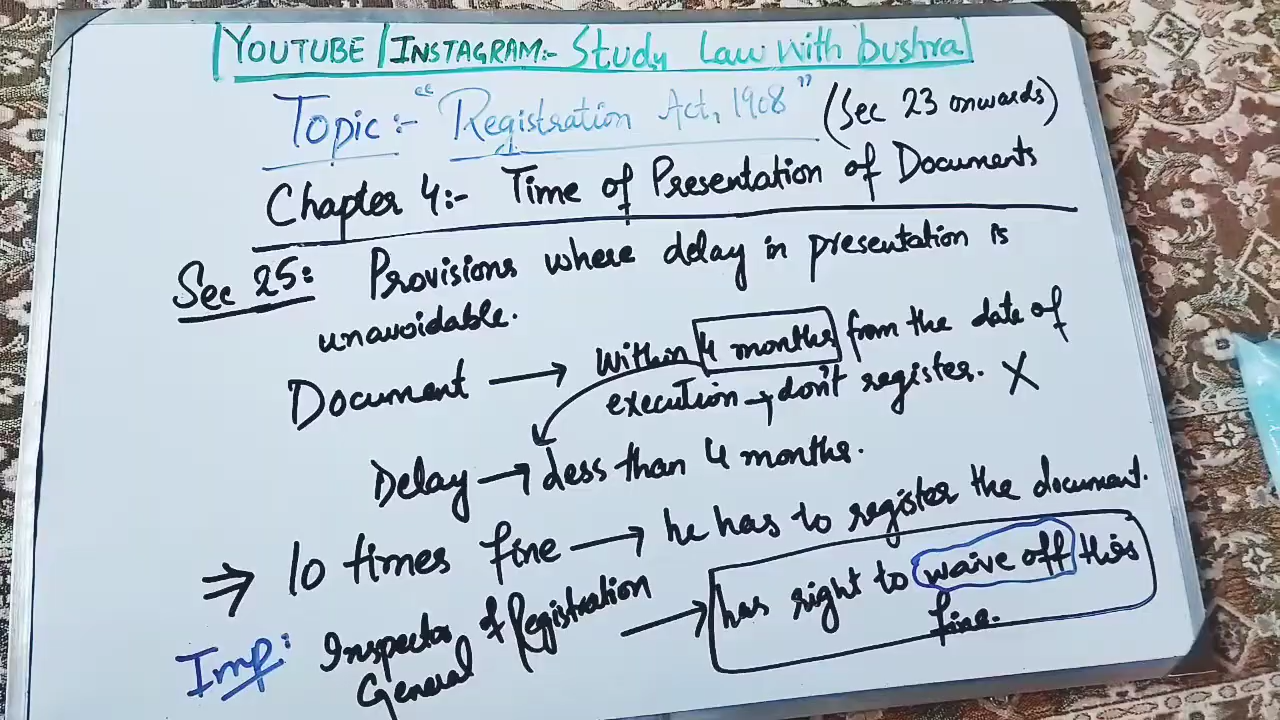 YOUTUBE | INSTAGRAM:- Study Law with bushra
Topic:- "Registration Act, 1908" (Sec 23 onwards)
Chapter 4:- Time of Presentation of Documents
Sec 25: Provisions where delay in presentation is
unavoidable.
Document → Within 4 months from the date of
execution → don't register. X
Delay → Less than 4 months.
⇒ 10 times fine → he has to register the document.
Imp: Inspector General of Registration → has right to waive off this
fine.